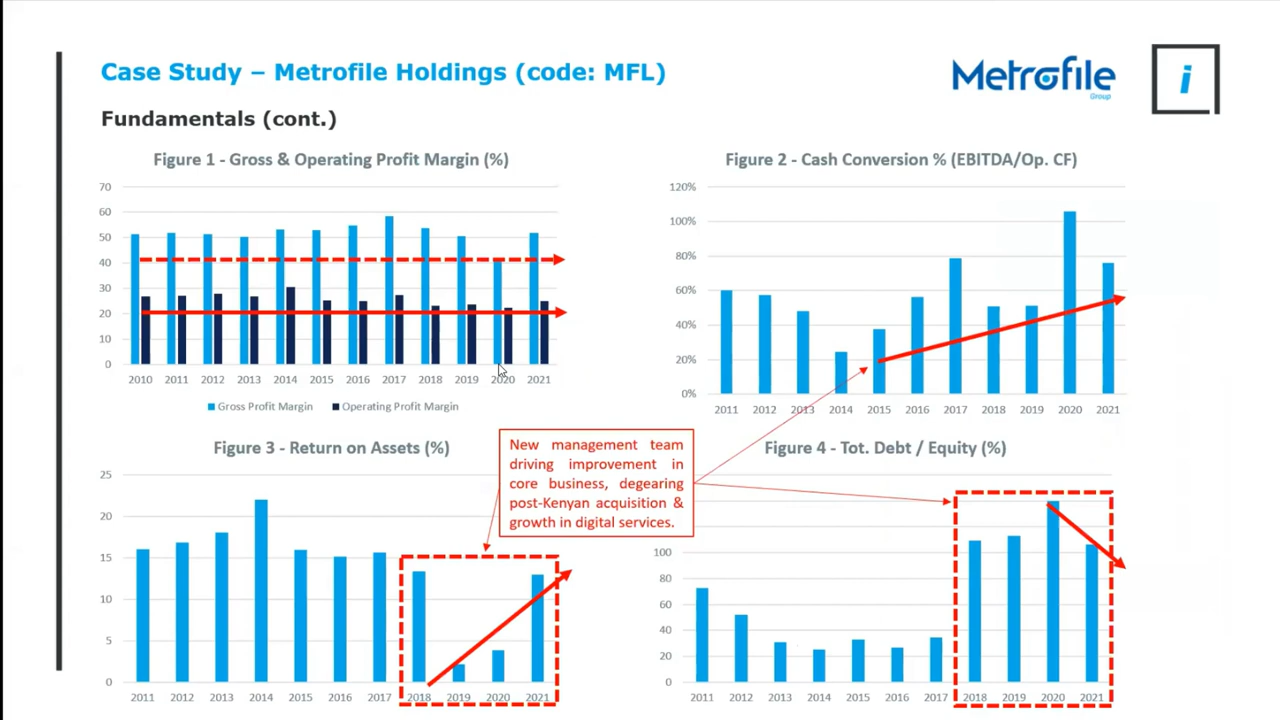 Case Study – Metrofile Holdings (code: MFL)
Metrofile
Group
i
Fundamentals (cont.)
Figure 1 - Gross & Operating Profit Margin (%)
70
60
50
40
30
20
10
0
2010 2011 2012 2013 2014 2015 2016 2017 2018 2019 2020 2021
Gross Profit Margin Operating Profit Margin
Figure 2 - Cash Conversion % (EBITDA/Op. CF)
120%
100%
80%
60%
40%
20%
0%
2011 2012 2013 2014 2015 2016 2017 2018 2019 2020 2021
Figure 3 - Return on Assets (%)
25
20
15
10
5
0
2011 2012 2013 2014 2015 2016 2017 2018 2019 2020 2021
New management team
driving improvement in
core business, degearing
post-Kenyan acquisition &
growth in digital services.
Figure 4 - Tot. Debt / Equity (%)
100
80
60
40
20
0
2011 2012 2013 2014 2015 2016 2017 2018 2019 2020 2021